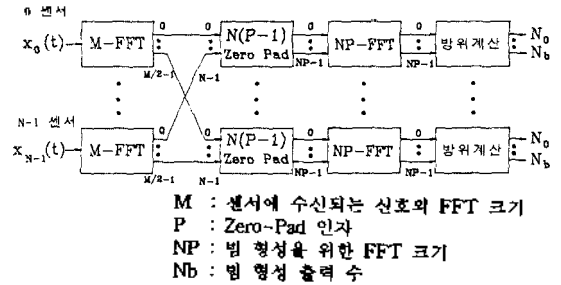 0 센서
x₀(t) M-FFT 0 M/2-1 0 N-1 N(P-1) Zero Pad 0 NP-1 NP-FFT 0 NP-1 방위계산 N₀ N_b
N-1 센서
x_{N-1}(t) M-FFT 0 M/2-1 0 N-1 N(P-1) Zero Pad 0 NP-1 NP-FFT 0 NP-1 방위계산 N₀ N_b
M : 센서에 수신되는 신호의 FFT 크기
P : Zero-Pad 인자
NP : 빔 형성을 위한 FFT 크기
Nb : 빔 형성 출력 수